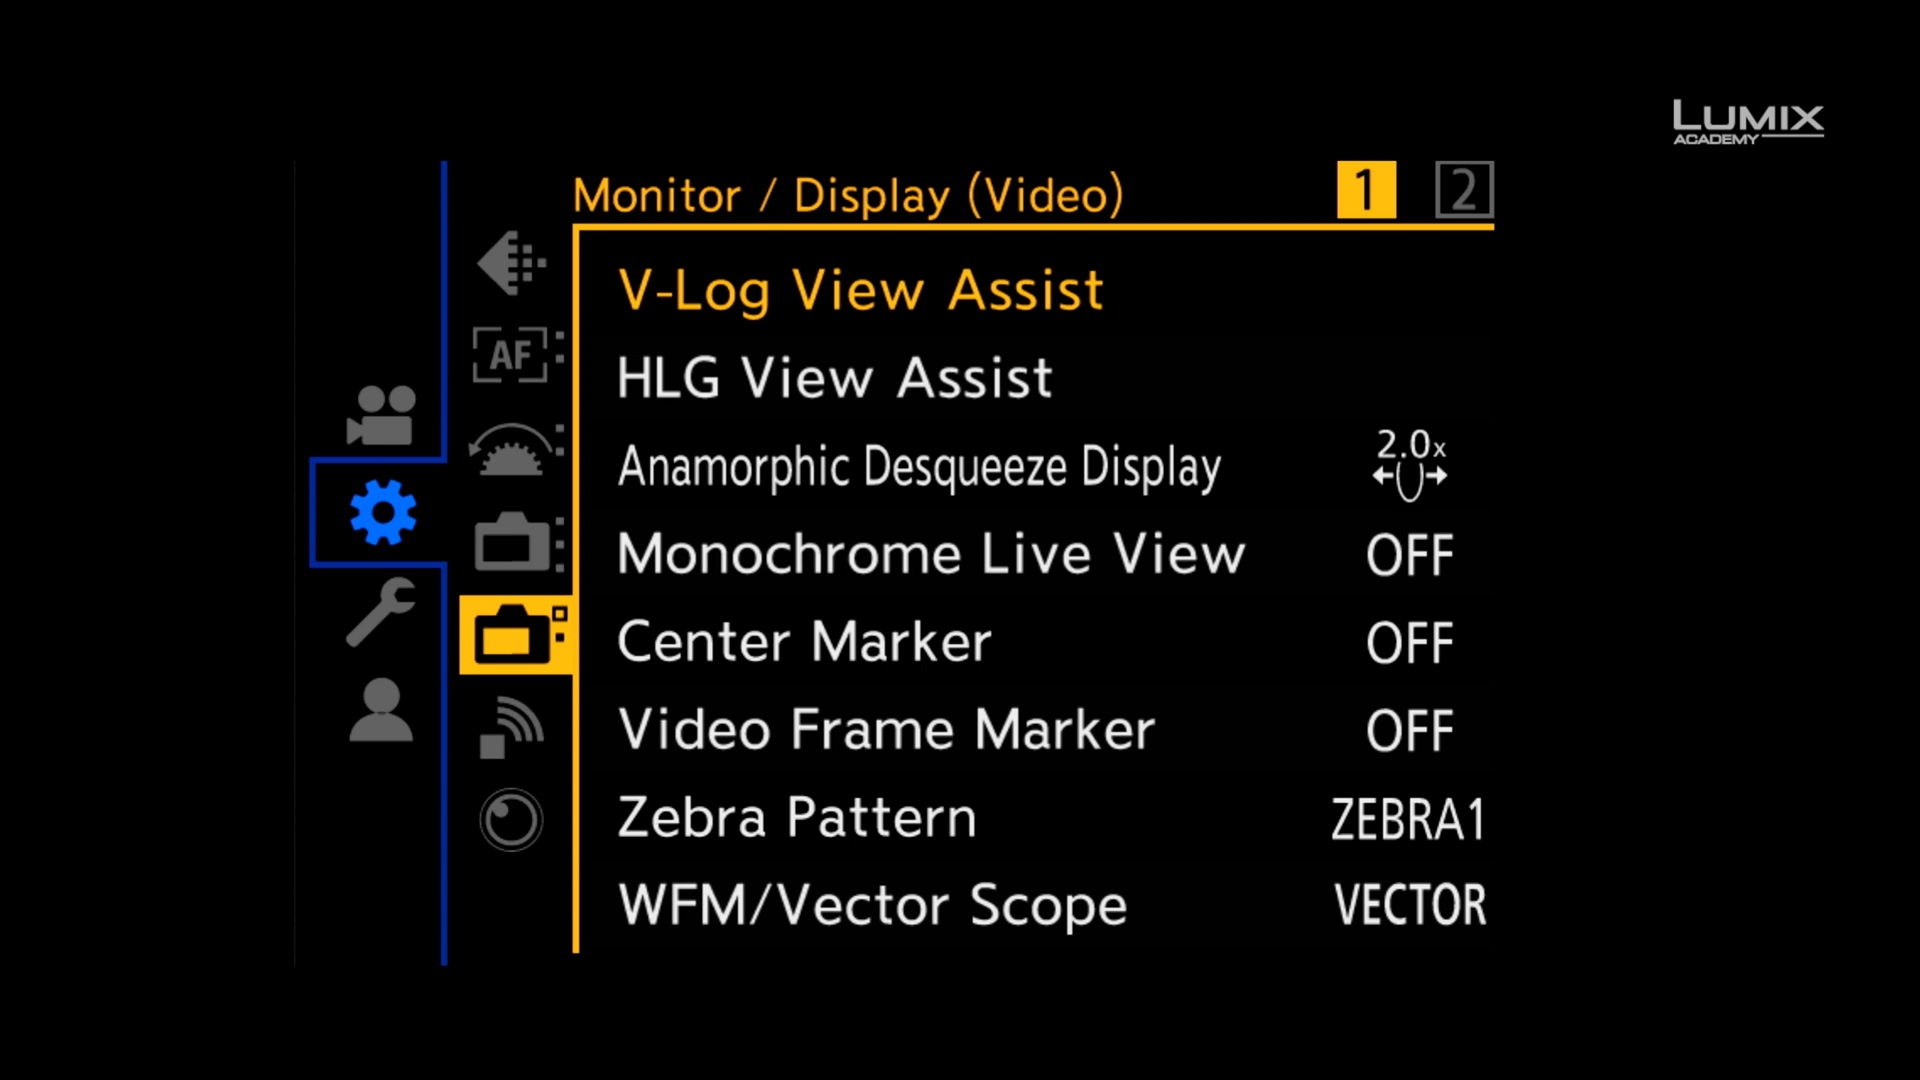 LUMIX
ACADEMY
Monitor / Display (Video) 1 2
V-Log View Assist
HLG View Assist
AF
Anamorphic Desqueeze Display 2.0x
Monochrome Live View OFF
Center Marker OFF
Video Frame Marker OFF
Zebra Pattern ZEBRA1
WFM/Vector Scope VECTOR